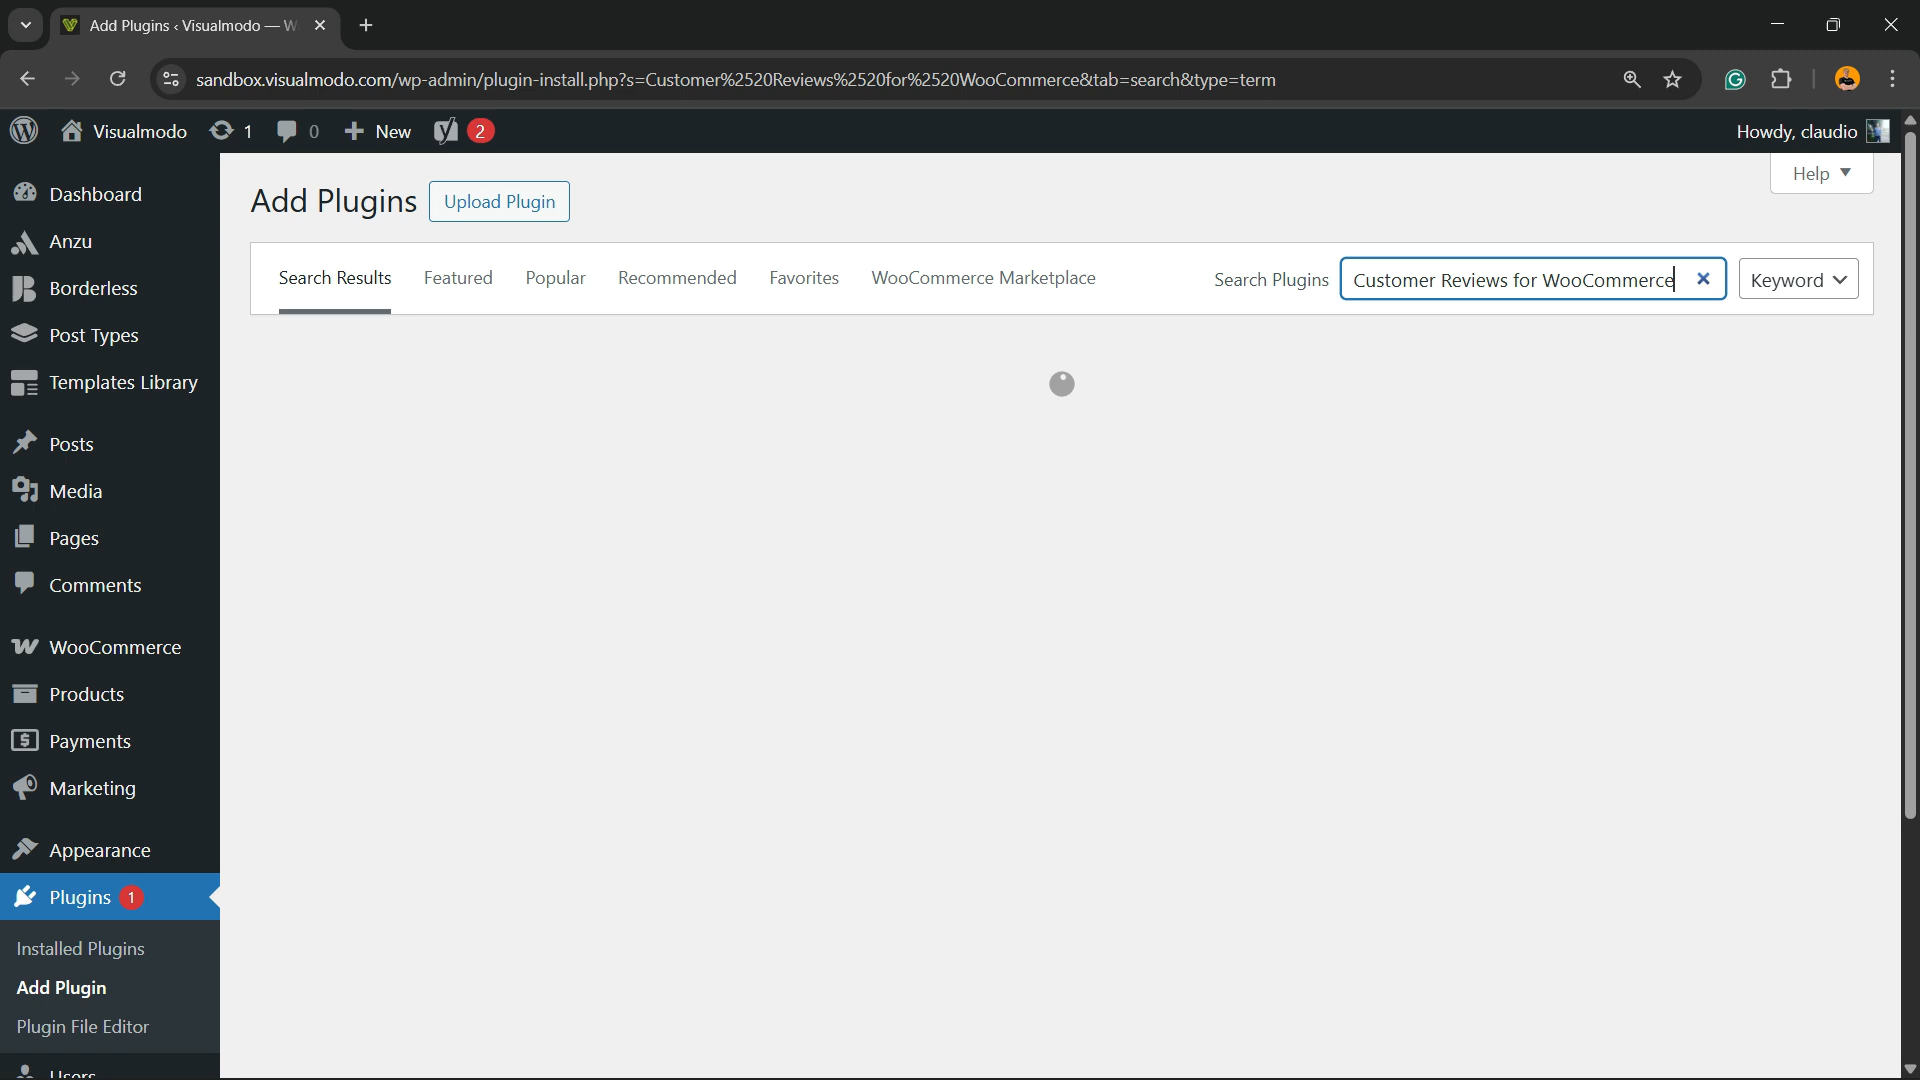 Add Plugins ‹ Visualmodo — W
sandbox.visualmodo.com/wp-admin/plugin-install.php?s=Customer%2520Reviews%2520for%2520WooCommerce&tab=search&type=term
Visualmodo 1 0 New 2 Howdy, claudio
Help
Add Plugins Upload Plugin
Search Results Featured Popular Recommended Favorites WooCommerce Marketplace Search Plugins Customer Reviews for WooCommerce Keyword
Dashboard
Anzu
Borderless
Post Types
Templates Library
Posts
Media
Pages
Comments
WooCommerce
Products
Payments
Marketing
Appearance
Plugins 1
Installed Plugins
Add Plugin
Plugin File Editor
Users